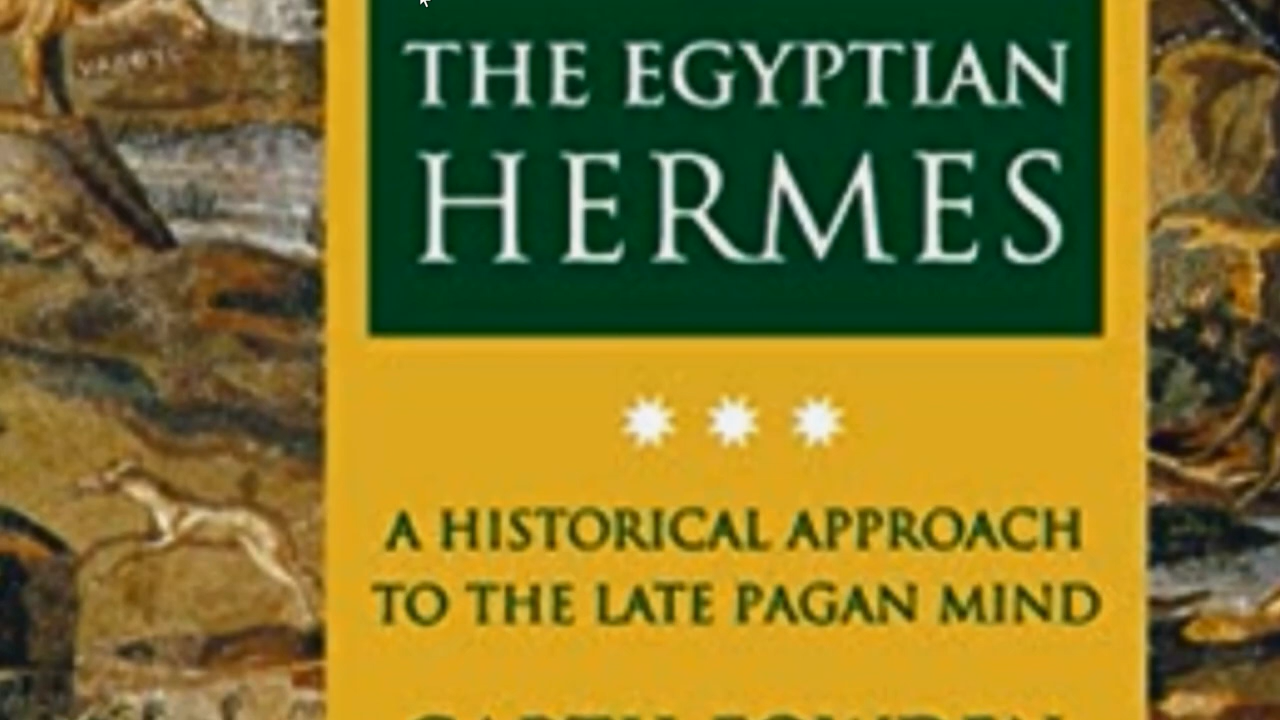 THE EGYPTIAN
HERMES
A HISTORICAL APPROACH
TO THE LATE PAGAN MIND